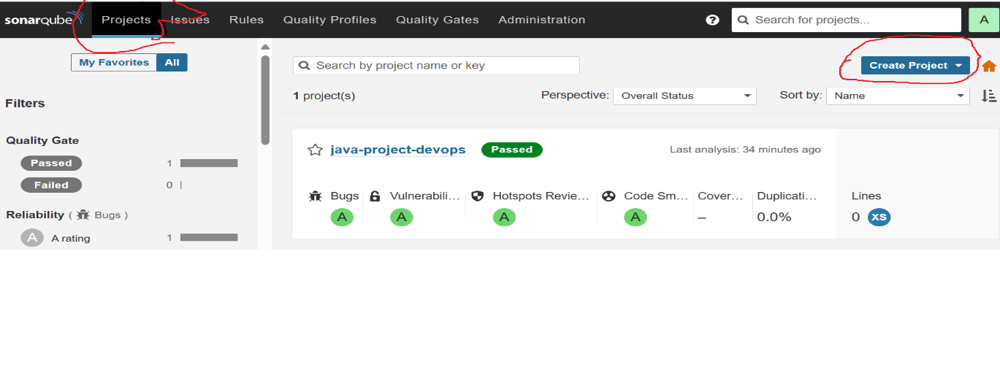 sonarqube Projects Issues Rules Quality Profiles Quality Gates Administration ? Search for projects... A
My Favorites All
Search by project name or key
Create Project
1 project(s)
Perspective: Overall Status
Sort by: Name
Filters
Quality Gate
Passed 1
Failed 0
Reliability ( Bugs )
A A rating 1
java-project-devops Passed Last analysis: 34 minutes ago
Bugs Vulnerabili... Hotspots Revie... Code Sm... Cover... Duplicati... Lines
A A A A – 0.0% 0 XS